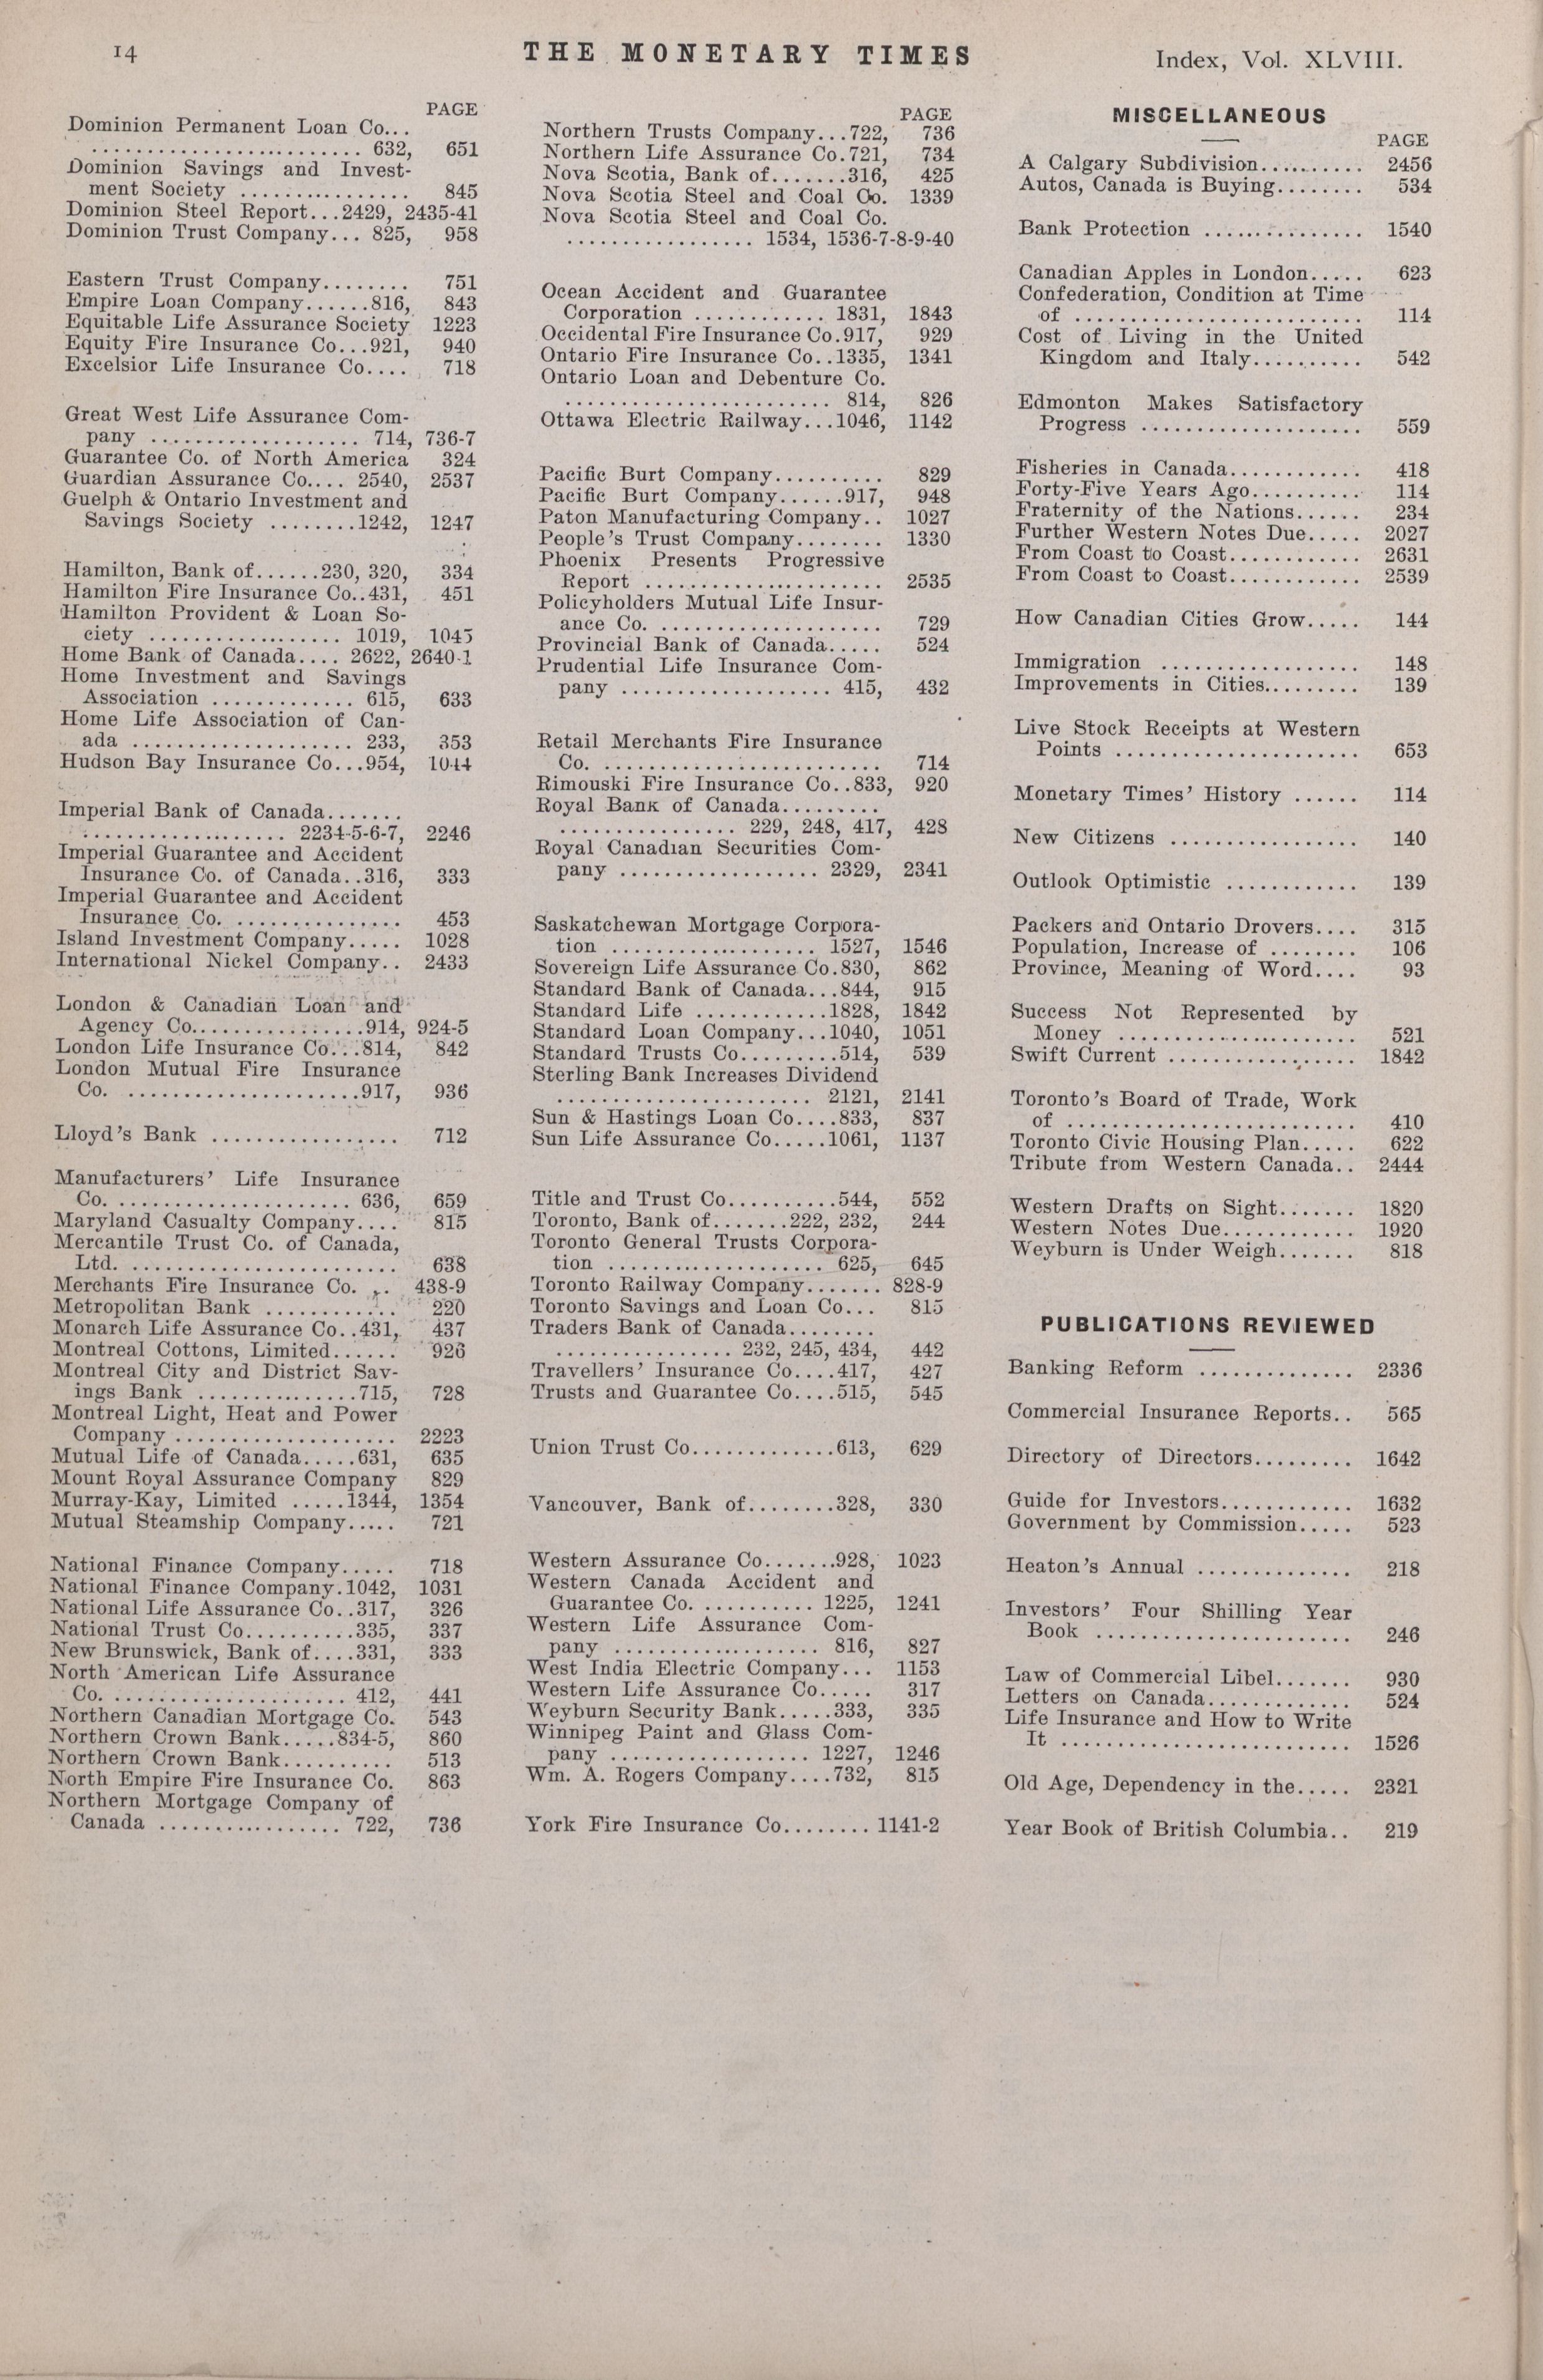 14
THE MONETARY TIMES
Index, Vol. XLVIII.
PAGE
Dominion Permanent Loan Co...
......................... 632, 651
Dominion Savings and Invest-
ment Society ............... 845
Dominion Steel Report...2429, 2435-41
Dominion Trust Company... 825, 958
Eastern Trust Company........ 751
Empire Loan Company......816, 843
Equitable Life Assurance Society 1223
Equity Fire Insurance Co...921, 940
Excelsior Life Insurance Co.... 718
Great West Life Assurance Com-
pany ................... 714, 736-7
Guarantee Co. of North America 324
Guardian Assurance Co.... 2540, 2537
Guelph & Ontario Investment and
Savings Society ........1242, 1247
Hamilton, Bank of......230, 320, 334
Hamilton Fire Insurance Co..431, 451
Hamilton Provident & Loan So-
ciety .................. 1019, 1045
Home Bank of Canada.... 2622, 2640-1
Home Investment and Savings
Association ............. 615, 633
Home Life Association of Can-
ada .................... 233, 353
Hudson Bay Insurance Co...954, 1044
Imperial Bank of Canada.......
................... 2234-5-6-7, 2246
Imperial Guarantee and Accident
Insurance Co. of Canada..316, 333
Imperial Guarantee and Accident
Insurance Co. ............... 453
Island Investment Company..... 1028
International Nickel Company.. 2433
London & Canadian Loan and
Agency Co................914, 924-5
London Life Insurance Co...814, 842
London Mutual Fire Insurance
Co. .....................917, 936
Lloyd's Bank ................. 712
Manufacturers' Life Insurance
Co. ..................... 636, 659
Maryland Casualty Company.... 815
Mercantile Trust Co. of Canada,
Ltd. ........................ 638
Merchants Fire Insurance Co. .. 438-9
Metropolitan Bank ............ 220
Monarch Life Assurance Co..431, 437
Montreal Cottons, Limited...... 926
Montreal City and District Sav-
ings Bank ...............715, 728
Montreal Light, Heat and Power
Company .................... 2223
Mutual Life of Canada.....631, 635
Mount Royal Assurance Company 829
Murray-Kay, Limited .....1344, 1354
Mutual Steamship Company..... 721
National Finance Company..... 718
National Finance Company.1042, 1031
National Life Assurance Co..317, 326
National Trust Co..........335, 337
New Brunswick, Bank of....331, 333
North American Life Assurance
Co. ..................... 412, 441
Northern Canadian Mortgage Co. 543
Northern Crown Bank.....834-5, 860
Northern Crown Bank.......... 513
North Empire Fire Insurance Co. 863
Northern Mortgage Company of
Canada ................. 722, 736
PAGE
Northern Trusts Company...722, 736
Northern Life Assurance Co.721, 734
Nova Scotia, Bank of.......316, 425
Nova Scotia Steel and Coal Co. 1339
Nova Scotia Steel and Coal Co.
................. 1534, 1536-7-8-9-40
Ocean Accident and Guarantee
Corporation ............ 1831, 1843
Occidental Fire Insurance Co.917, 929
Ontario Fire Insurance Co..1335, 1341
Ontario Loan and Debenture Co.
........................ 814, 826
Ottawa Electric Railway...1046, 1142
Pacific Burt Company.......... 829
Pacific Burt Company......917, 948
Paton Manufacturing Company.. 1027
People's Trust Company........ 1330
Phoenix Presents Progressive
Report ...................... 2535
Policyholders Mutual Life Insur-
ance Co. .................... 729
Provincial Bank of Canada..... 524
Prudential Life Insurance Com-
pany ................... 415, 432
Retail Merchants Fire Insurance
Co. ......................... 714
Rimouski Fire Insurance Co..833, 920
Royal Bank of Canada.........
................ 229, 248, 417, 428
Royal Canadian Securities Com-
pany .................. 2329, 2341
Saskatchewan Mortgage Corpora-
tion ................... 1527, 1546
Sovereign Life Assurance Co.830, 862
Standard Bank of Canada...844, 915
Standard Life ............1828, 1842
Standard Loan Company...1040, 1051
Standard Trusts Co.........514, 539
Sterling Bank Increases Dividend
....................... 2121, 2141
Sun & Hastings Loan Co....833, 837
Sun Life Assurance Co.....1061, 1137
Title and Trust Co..........544, 552
Toronto, Bank of.......222, 232, 244
Toronto General Trusts Corpora-
tion .................... 625, 645
Toronto Railway Company....... 828-9
Toronto Savings and Loan Co... 815
Traders Bank of Canada........
................ 232, 245, 434, 442
Travellers' Insurance Co....417, 427
Trusts and Guarantee Co....515, 545
Union Trust Co.............613, 629
Vancouver, Bank of........328, 330
Western Assurance Co.......928, 1023
Western Canada Accident and
Guarantee Co. .......... 1225, 1241
Western Life Assurance Com-
pany ................... 816, 827
West India Electric Company... 1153
Western Life Assurance Co..... 317
Weyburn Security Bank.....333, 335
Winnipeg Paint and Glass Com-
pany .................. 1227, 1246
Wm. A. Rogers Company....732, 815
York Fire Insurance Co........ 1141-2
MISCELLANEOUS
PAGE
A Calgary Subdivision........... 2456
Autos, Canada is Buying........ 534
Bank Protection ............... 1540
Canadian Apples in London..... 623
Confederation, Condition at Time
of .......................... 114
Cost of Living in the United
Kingdom and Italy.......... 542
Edmonton Makes Satisfactory
Progress .................... 559
Fisheries in Canada............ 418
Forty-Five Years Ago.......... 114
Fraternity of the Nations...... 234
Further Western Notes Due..... 2027
From Coast to Coast............ 2631
From Coast to Coast............ 2539
How Canadian Cities Grow..... 144
Immigration .................. 148
Improvements in Cities......... 139
Live Stock Receipts at Western
Points ...................... 653
Monetary Times' History ...... 114
New Citizens ................. 140
Outlook Optimistic ............ 139
Packers and Ontario Drovers.... 315
Population, Increase of ........ 106
Province, Meaning of Word.... 93
Success Not Represented by
Money ...................... 521
Swift Current ................. 1842
Toronto's Board of Trade, Work
of .......................... 410
Toronto Civic Housing Plan..... 622
Tribute from Western Canada.. 2444
Western Drafts on Sight....... 1820
Western Notes Due............ 1920
Weyburn is Under Weigh....... 818
PUBLICATIONS REVIEWED
Banking Reform .............. 2336
Commercial Insurance Reports.. 565
Directory of Directors......... 1642
Guide for Investors............ 1632
Government by Commission..... 523
Heaton's Annual .............. 218
Investors' Four Shilling Year
Book ....................... 246
Law of Commercial Libel....... 930
Letters on Canada............. 524
Life Insurance and How to Write
It .......................... 1526
Old Age, Dependency in the..... 2321
Year Book of British Columbia.. 219